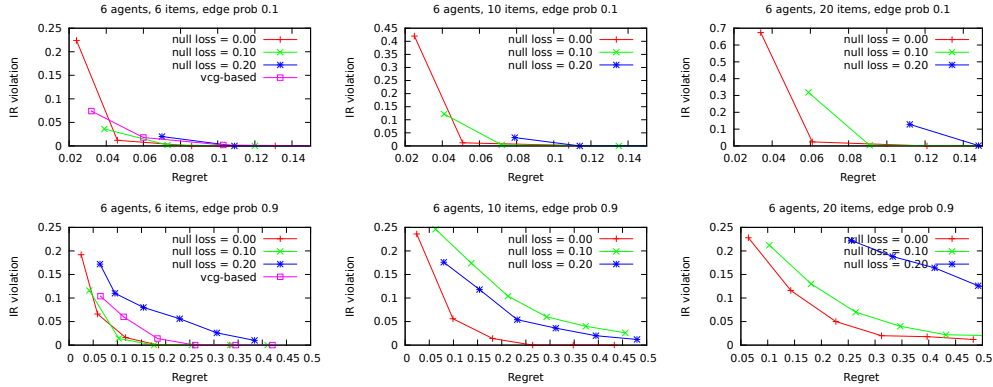 6 agents, 6 items, edge prob 0.1
6 agents, 10 items, edge prob 0.1
6 agents, 20 items, edge prob 0.1
0.25
0.2
0.15
0.1
0.05
0
IR violation
null loss = 0.00
null loss = 0.10
null loss = 0.20
vcg-based
0.02 0.04 0.06 0.08 0.1 0.12 0.14
Regret
0.45
0.4
0.35
0.3
0.25
0.2
0.15
0.1
0.05
0
IR violation
null loss = 0.00
null loss = 0.10
null loss = 0.20
0.02 0.04 0.06 0.08 0.1 0.12 0.14
Regret
0.7
0.6
0.5
0.4
0.3
0.2
0.1
0
IR violation
null loss = 0.00
null loss = 0.10
null loss = 0.20
0.02 0.04 0.06 0.08 0.1 0.12 0.14
Regret
6 agents, 6 items, edge prob 0.9
6 agents, 10 items, edge prob 0.9
6 agents, 20 items, edge prob 0.9
0.25
0.2
0.15
0.1
0.05
0
IR violation
null loss = 0.00
null loss = 0.10
null loss = 0.20
vcg-based
0 0.05 0.1 0.15 0.2 0.25 0.3 0.35 0.4 0.45 0.5
Regret
0.25
0.2
0.15
0.1
0.05
0
IR violation
null loss = 0.00
null loss = 0.10
null loss = 0.20
0 0.05 0.1 0.15 0.2 0.25 0.3 0.35 0.4 0.45 0.5
Regret
0.25
0.2
0.15
0.1
0.05
0
IR violation
null loss = 0.00
null loss = 0.10
null loss = 0.20
0.05 0.1 0.15 0.2 0.25 0.3 0.35 0.4 0.45 0.5
Regret